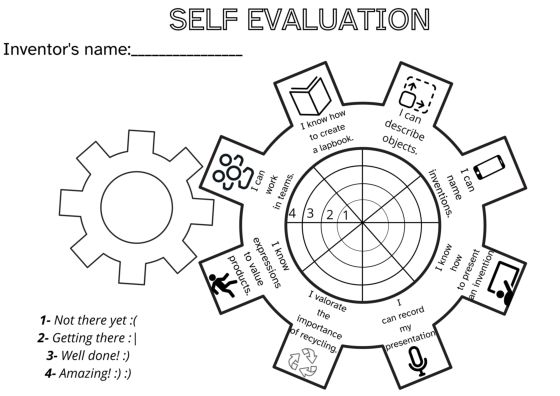 SELF EVALUATION
Inventor's name:________________
I know how
to create
a lapbook.
I can
describe
objects.
I can
name
inventions.
I know
how
to present
an invention
I
can record
my
presentation
I valorate
the
importance
of recycling.
I know
expressions
to value
products.
I can
work
in teams.
4 3 2 1
1- Not there yet :(
2- Getting there :|
3- Well done! :)
4- Amazing! :) :)